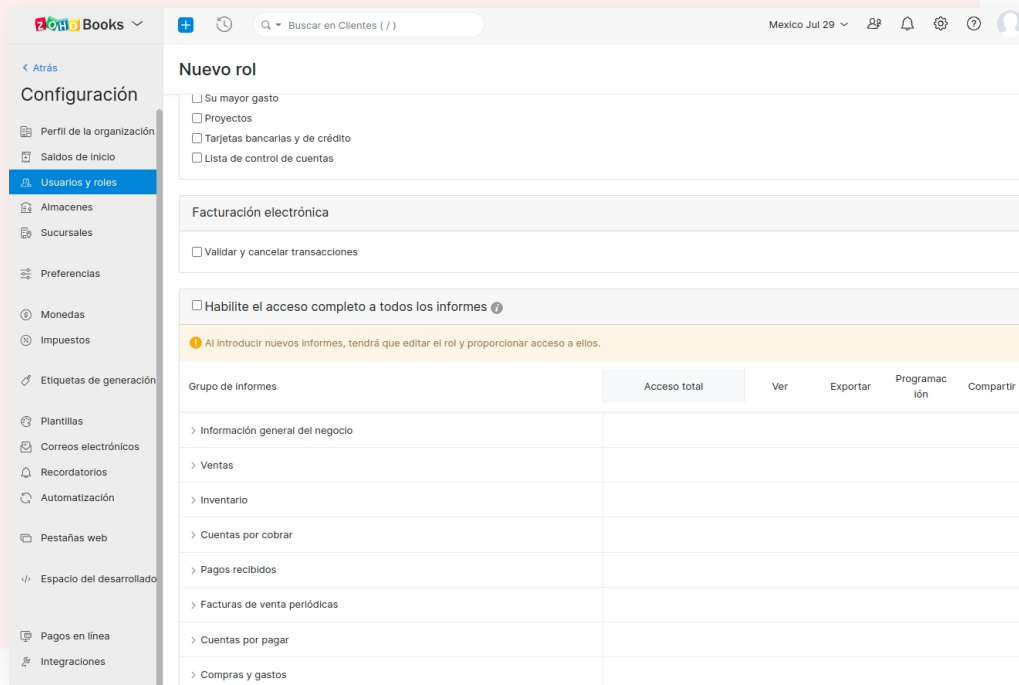 ZOHO Books
Buscar en Clientes ( / )
Mexico Jul 29
Atrás
Configuración
Perfil de la organización
Saldos de inicio
Usuarios y roles
Almacenes
Sucursales
Preferencias
Monedas
Impuestos
Etiquetas de generación
Plantillas
Correos electrónicos
Recordatorios
Automatización
Pestañas web
Espacio del desarrollado
Pagos en línea
Integraciones
Nuevo rol
Su mayor gasto
Proyectos
Tarjetas bancarias y de crédito
Lista de control de cuentas
Facturación electrónica
Validar y cancelar transacciones
Habilite el acceso completo a todos los informes
Al introducir nuevos informes, tendrá que editar el rol y proporcionar acceso a ellos.
Grupo de informes
Acceso total
Ver
Exportar
Programac
ión
Compartir
Información general del negocio
Ventas
Inventario
Cuentas por cobrar
Pagos recibidos
Facturas de venta periódicas
Cuentas por pagar
Compras y gastos